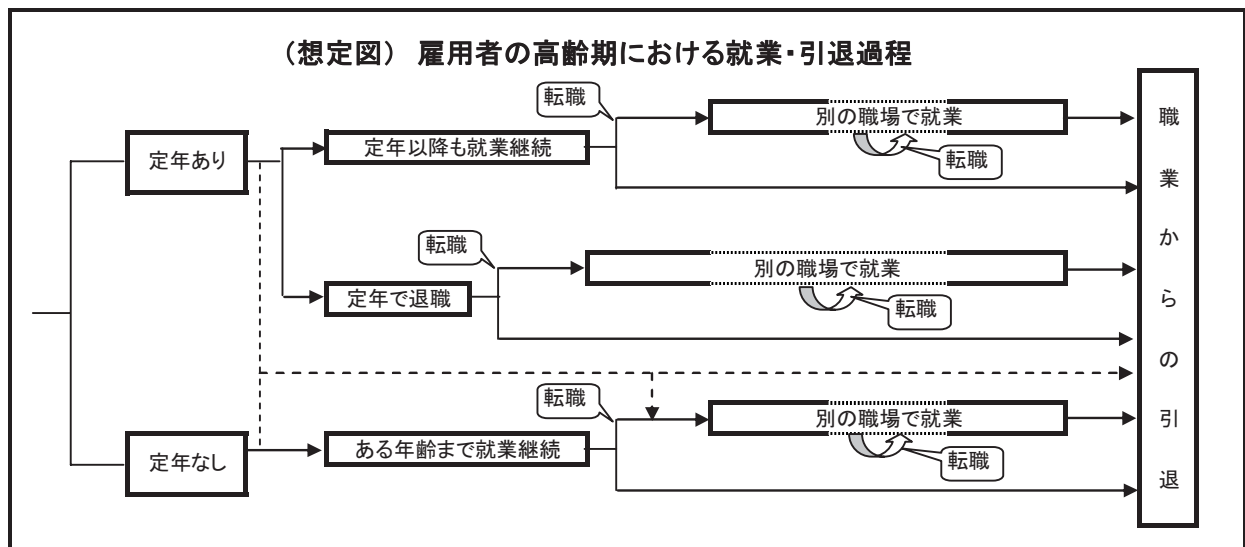 （想定図） 雇用者の高齢期における就業・引退過程
転職
別の職場で就業
転職
定年あり
定年以降も就業継続
転職
別の職場で就業
転職
定年で退職
転職
別の職場で就業
転職
定年なし
ある年齢まで就業継続
職業からの引退